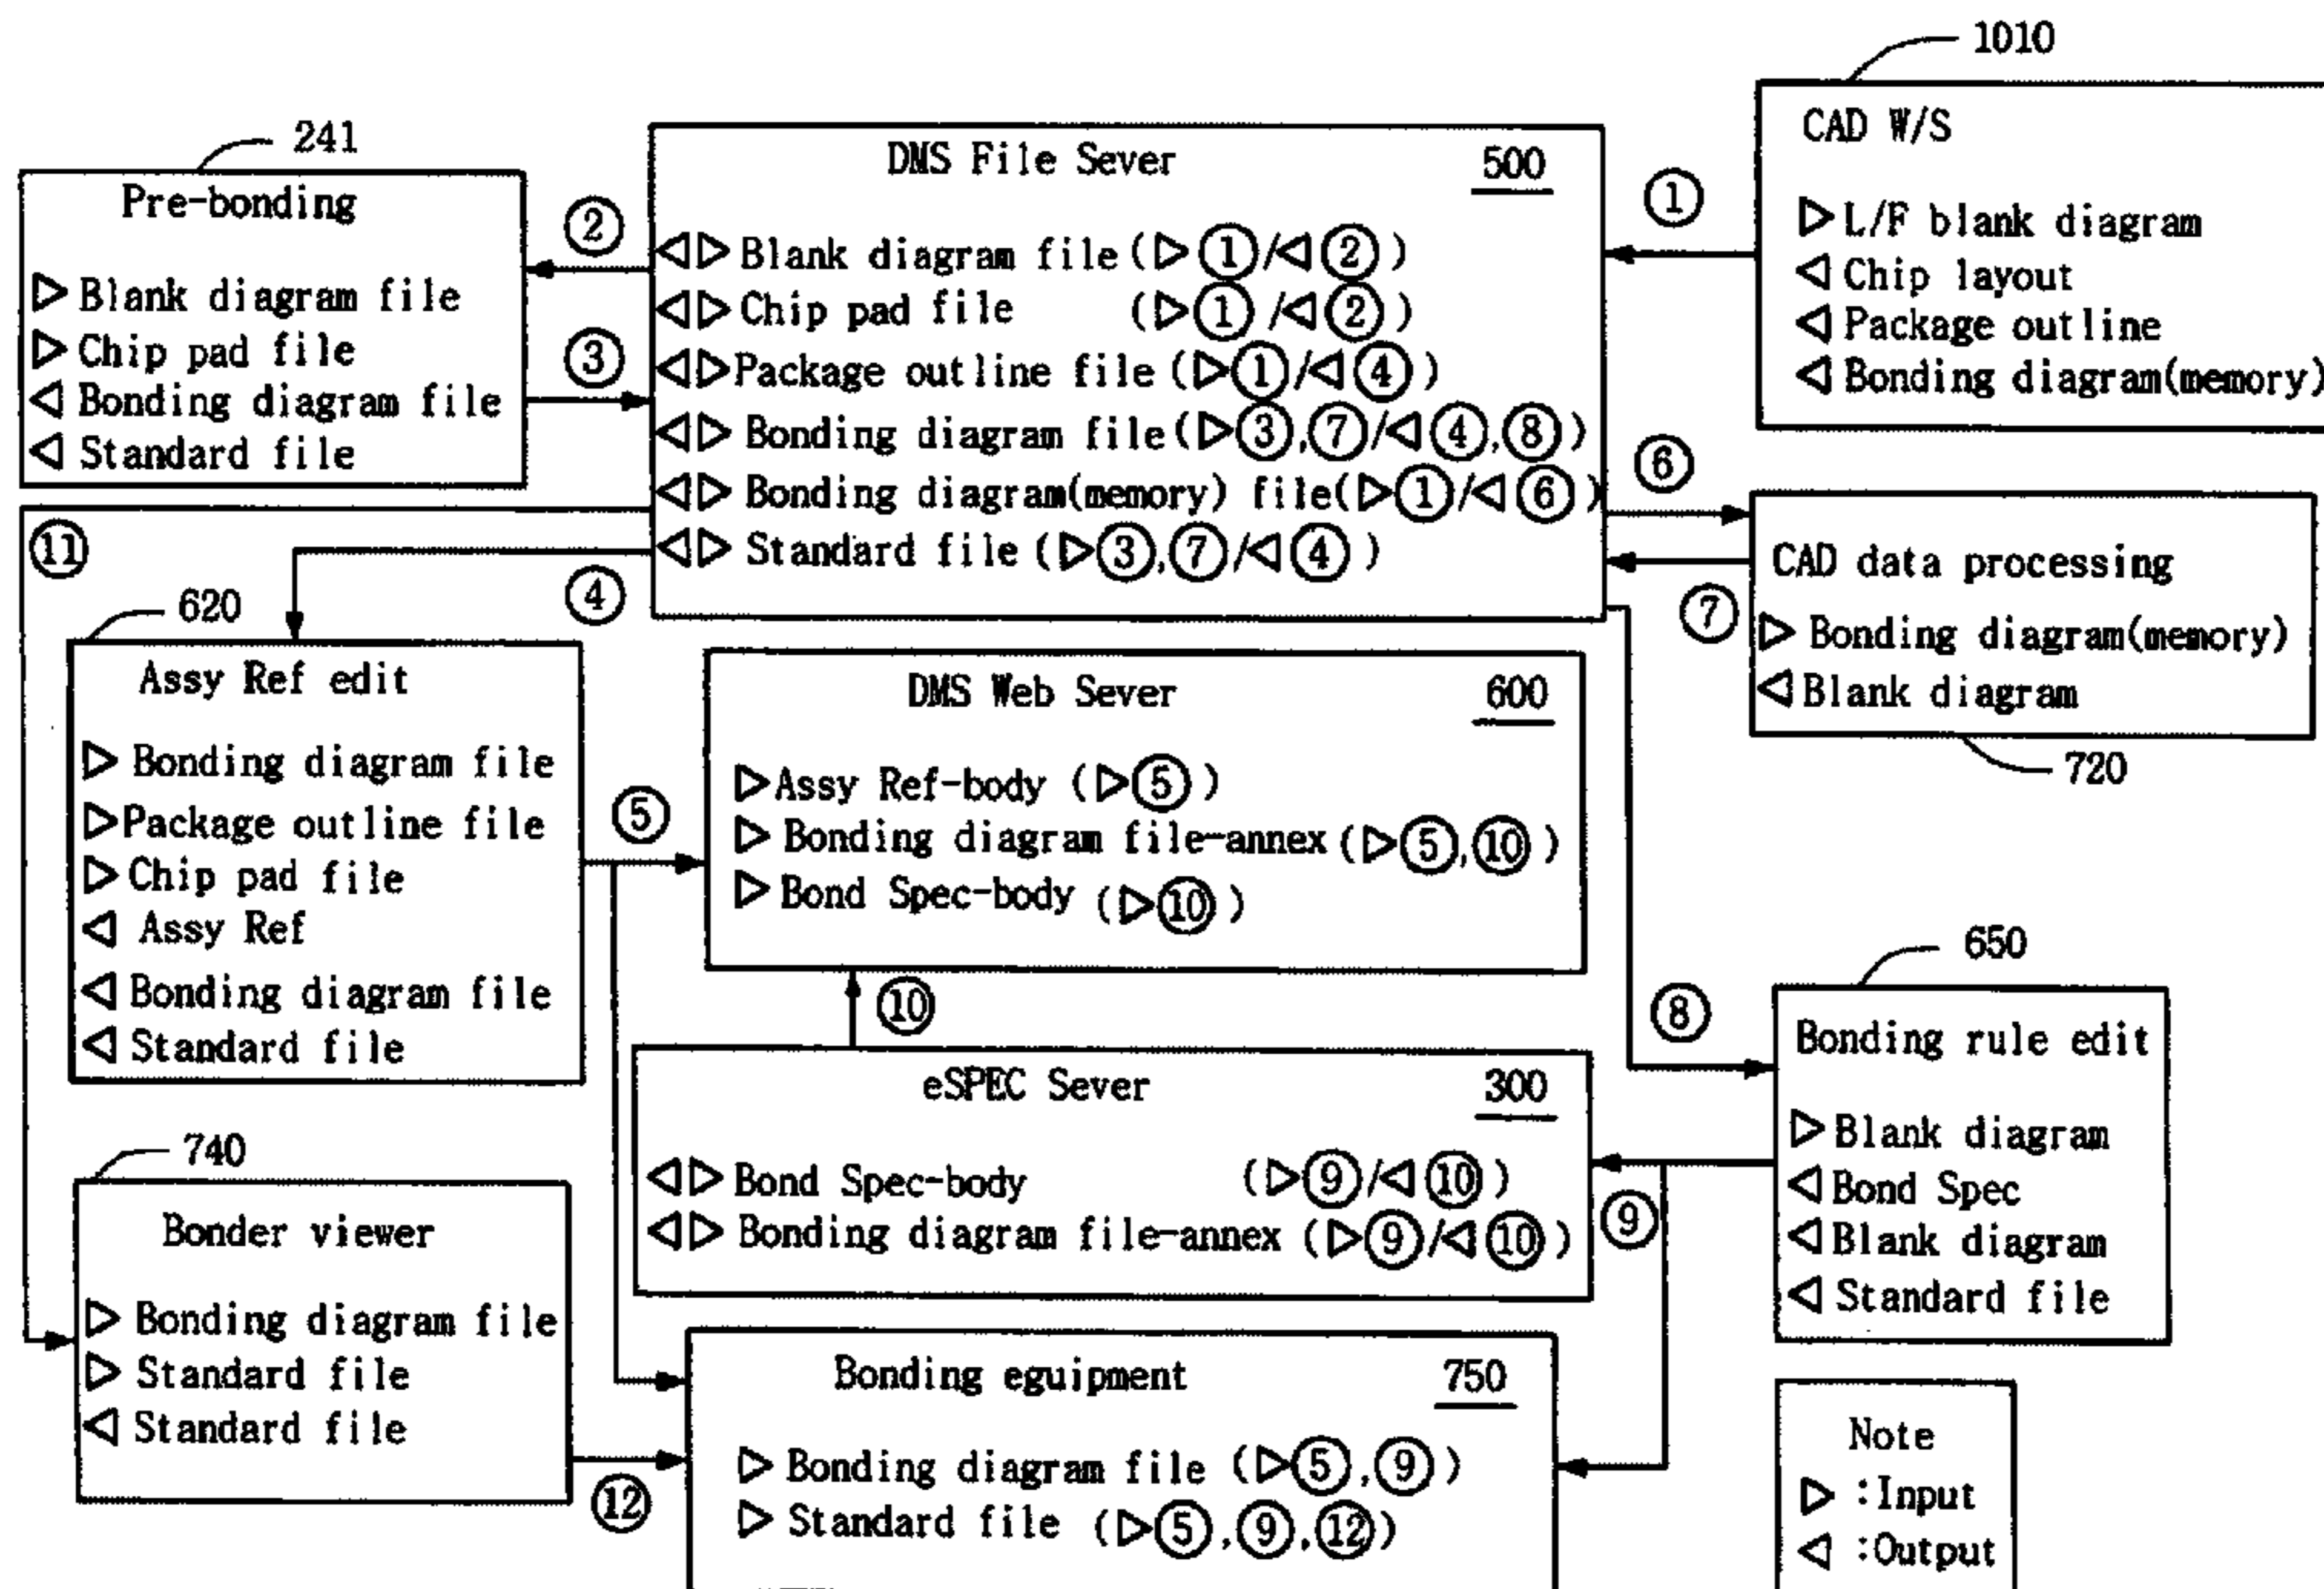 1010
CAD W/S
▷L/F blank diagram
◁ Chip layout
◁ Package outline
◁ Bonding diagram(memory)
①
241
Pre-bonding
▷ Blank diagram file
▷ Chip pad file
◁ Bonding diagram file
◁ Standard file
②
③
DMS File Sever 500
◁▷ Blank diagram file (▷①/◁②)
◁▷ Chip pad file (▷①/◁②)
◁▷Package outline file (▷①/◁④)
◁▷ Bonding diagram file(▷③,⑦/◁④,⑧)
◁▷ Bonding diagram(memory) file(▷①/◁⑥)
◁▷ Standard file (▷③,⑦/◁④)
⑥
⑦
CAD data processing
▷ Bonding diagram(memory)
◁Blank diagram
720
⑪
④
620
Assy Ref edit
▷ Bonding diagram file
▷Package outline file
▷Chip pad file
◁ Assy Ref
◁ Bonding diagram file
◁ Standard file
⑤
DMS Web Sever 600
▷Assy Ref-body (▷⑤)
▷ Bonding diagram file-annex (▷⑤,⑩)
▷ Bond Spec-body (▷⑩)
⑩
⑧
650
Bonding rule edit
▷Blank diagram
◁Bond Spec
◁Blank diagram
◁ Standard file
eSPEC Sever 300
◁▷ Bond Spec-body (▷⑨/◁⑩)
◁▷ Bonding diagram file-annex (▷⑨/◁⑩)
⑨
740
Bonder viewer
▷ Bonding diagram file
▷ Standard file
◁ Standard file
⑫
Bonding eguipment 750
▷ Bonding diagram file (▷⑤,⑨)
▷ Standard file (▷⑤,⑨,⑫)
Note
▷ :Input
◁ :Output